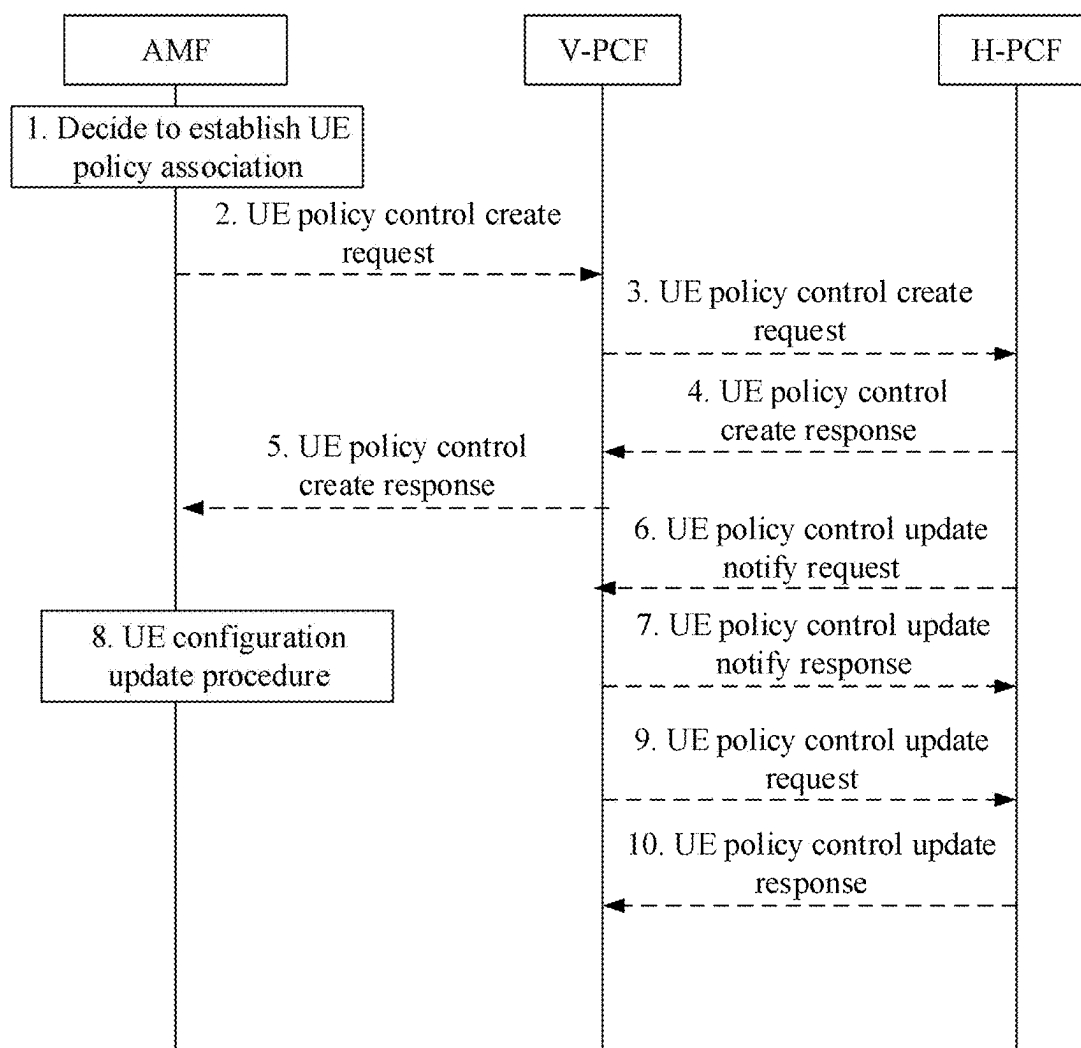 AMF
V-PCF
H-PCF
1. Decide to establish UE
policy association
2. UE policy control create
request
3. UE policy control create
request
4. UE policy control
create response
5. UE policy control
create response
6. UE policy control update
notify request
7. UE policy control update
notify response
8. UE configuration
update procedure
9. UE policy control update
request
10. UE policy control update
response